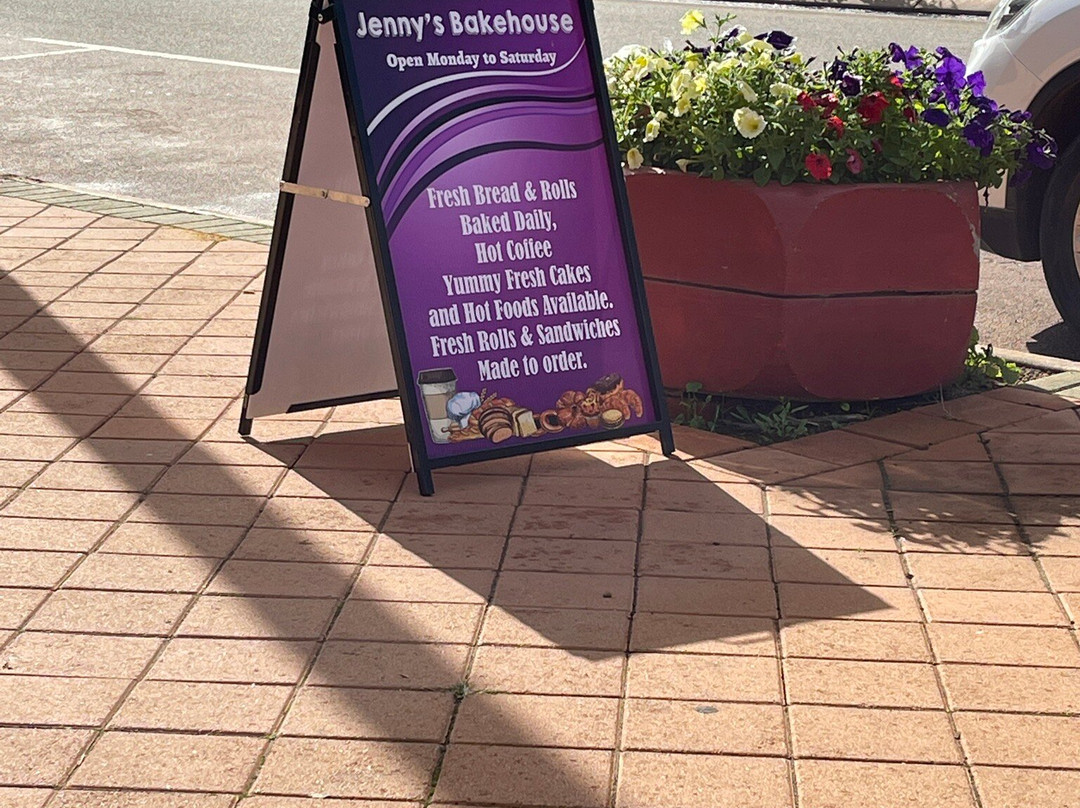 Jenny's Bakehouse
Open Monday to Saturday
Fresh Bread & Rolls
Baked Daily,
Hot Coffee
Yummy Fresh Cakes
and Hot Foods Available.
Fresh Rolls & Sandwiches
Made to order.